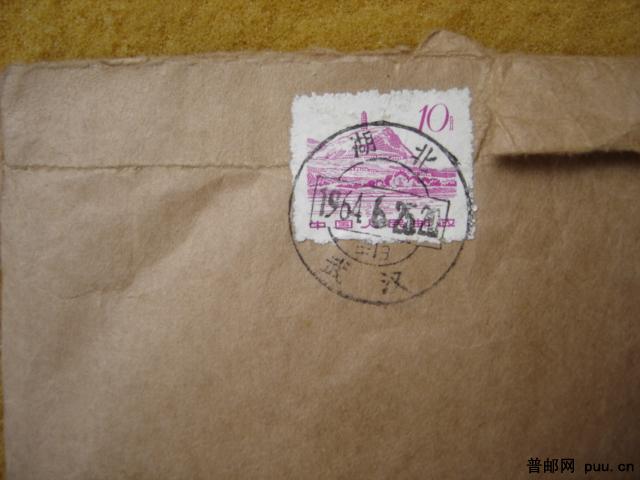 10分
湖 北
1964.6.25.21
中国人民邮政
武 汉
普邮网 puu.cn